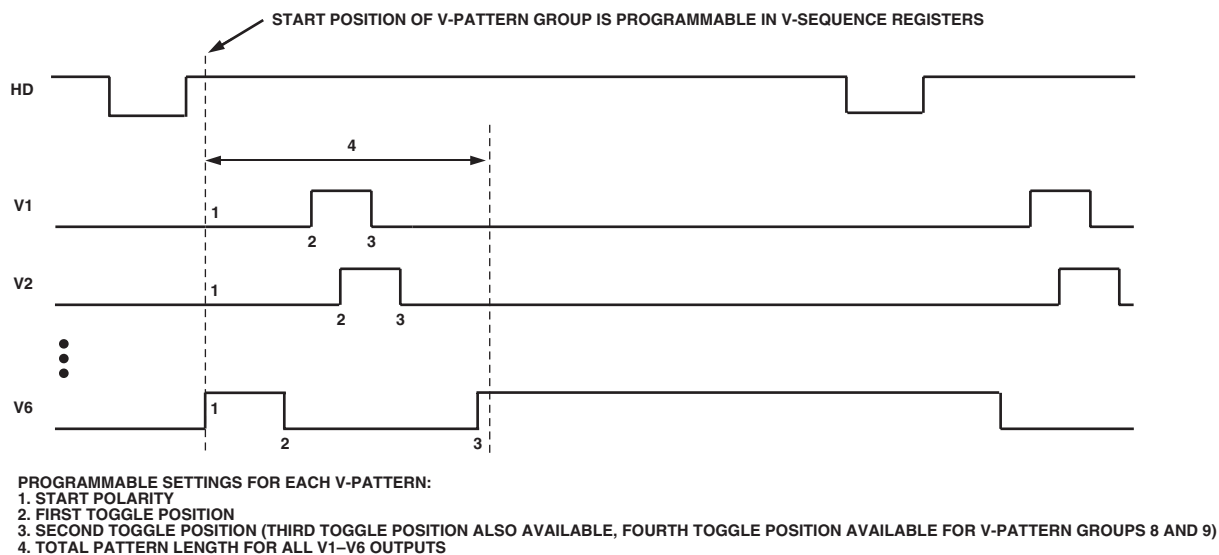 START POSITION OF V-PATTERN GROUP IS PROGRAMMABLE IN V-SEQUENCE REGISTERS
HD
4
V1
1
2 3
V2
1
2 3
V6
1
2 3
PROGRAMMABLE SETTINGS FOR EACH V-PATTERN:
1. START POLARITY
2. FIRST TOGGLE POSITION
3. SECOND TOGGLE POSITION (THIRD TOGGLE POSITION ALSO AVAILABLE, FOURTH TOGGLE POSITION AVAILABLE FOR V-PATTERN GROUPS 8 AND 9)
4. TOTAL PATTERN LENGTH FOR ALL V1–V6 OUTPUTS